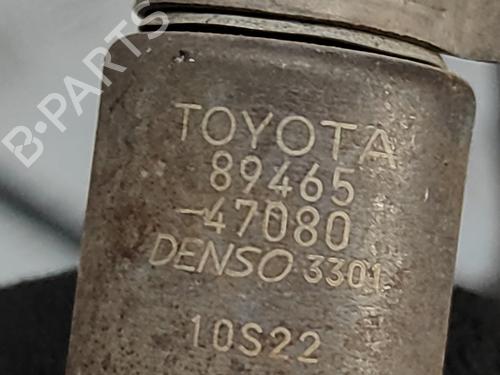 B-PARTS
TOYOTA
89465
-47080
DENSO 3301
10S22